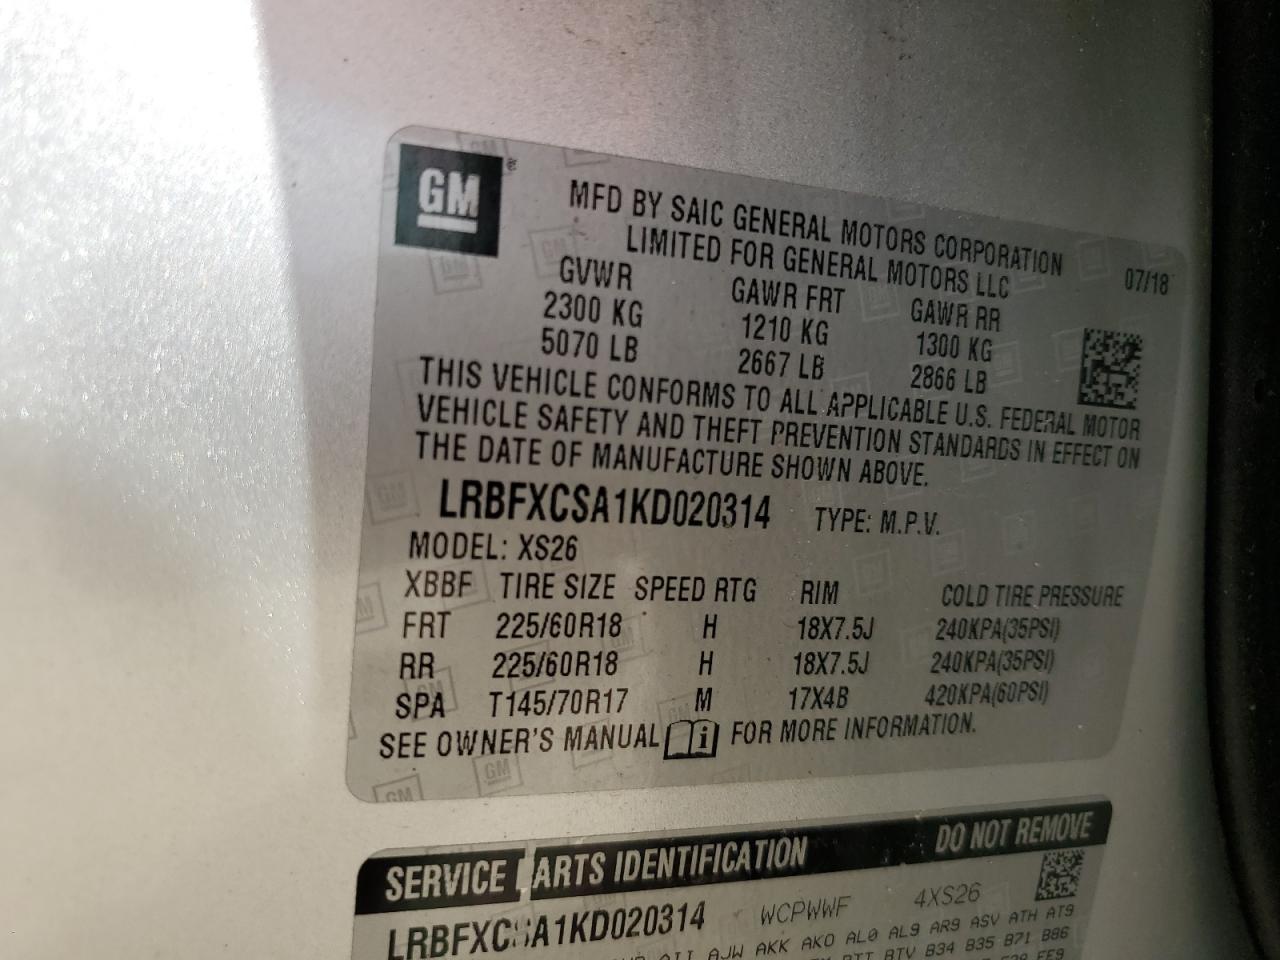 GM ®
MFD BY SAIC GENERAL MOTORS CORPORATION
LIMITED FOR GENERAL MOTORS LLC
07/18
GVWR GAWR FRT GAWR RR
2300 KG 1210 KG 1300 KG
5070 LB 2667 LB 2866 LB
THIS VEHICLE CONFORMS TO ALL APPLICABLE U.S. FEDERAL MOTOR
VEHICLE SAFETY AND THEFT PREVENTION STANDARDS IN EFFECT ON
THE DATE OF MANUFACTURE SHOWN ABOVE.
LRBFXCSA1KD020314 TYPE: M.P.V.
MODEL: XS26
XBBF TIRE SIZE SPEED RTG RIM COLD TIRE PRESSURE
FRT 225/60R18 H 18X7.5J 240KPA(35PSI)
RR 225/60R18 H 18X7.5J 240KPA(35PSI)
SPA T145/70R17 M 17X4B 420KPA(60PSI)
SEE OWNER'S MANUAL i FOR MORE INFORMATION.
SERVICE ARTS IDENTIFICATION DO NOT REMOVE
LRBFXCSA1KD020314 WCPWWF 4XS26
AJW AKK AKO AL0 AL9 AR9 ASV ATH AT9
BTT BTV B34 B35 B71 B86